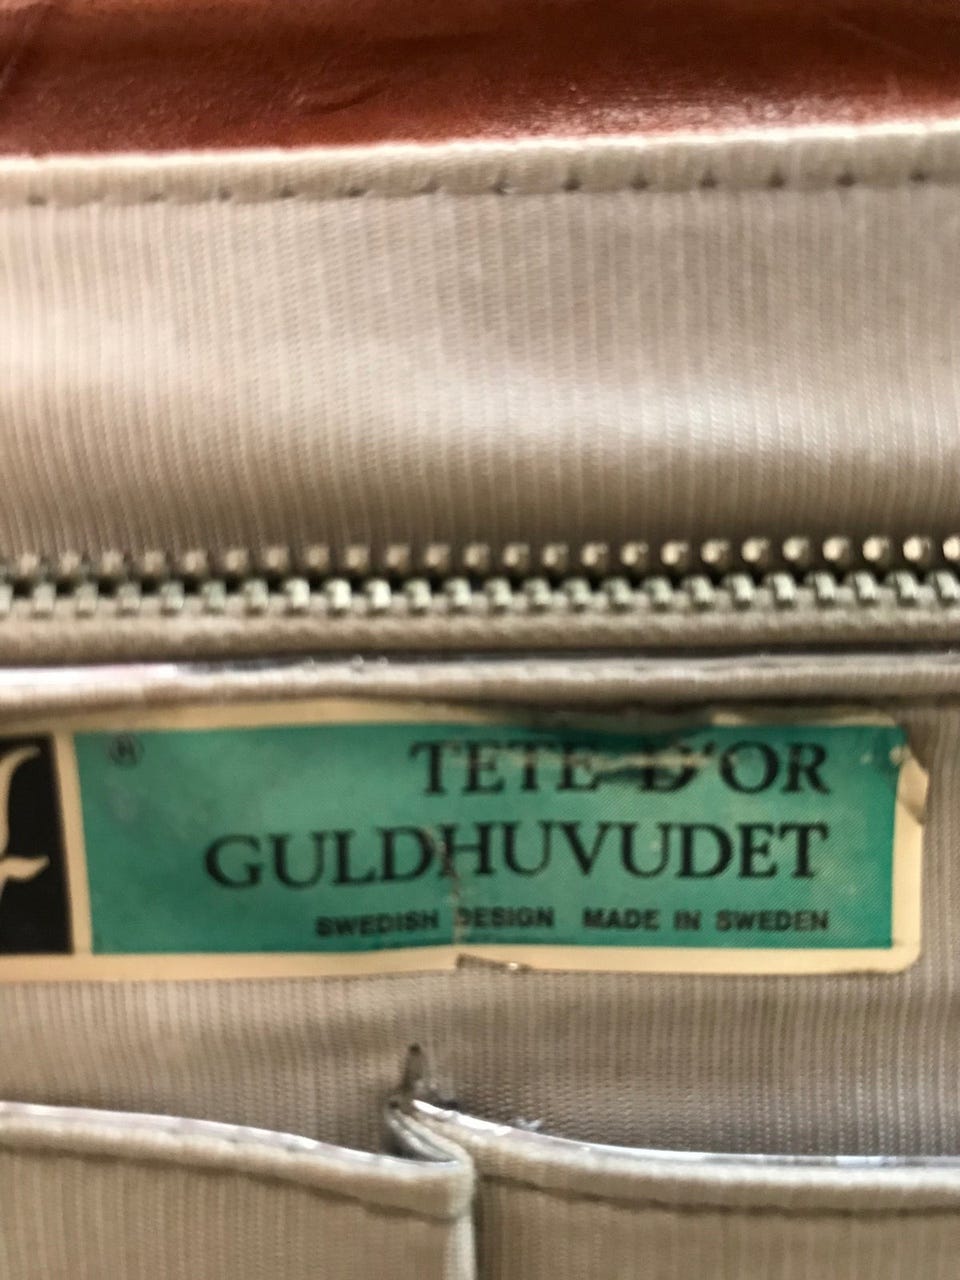 ®
TETE D'OR
GULDHUVUDET
SWEDISH DESIGN MADE IN SWEDEN